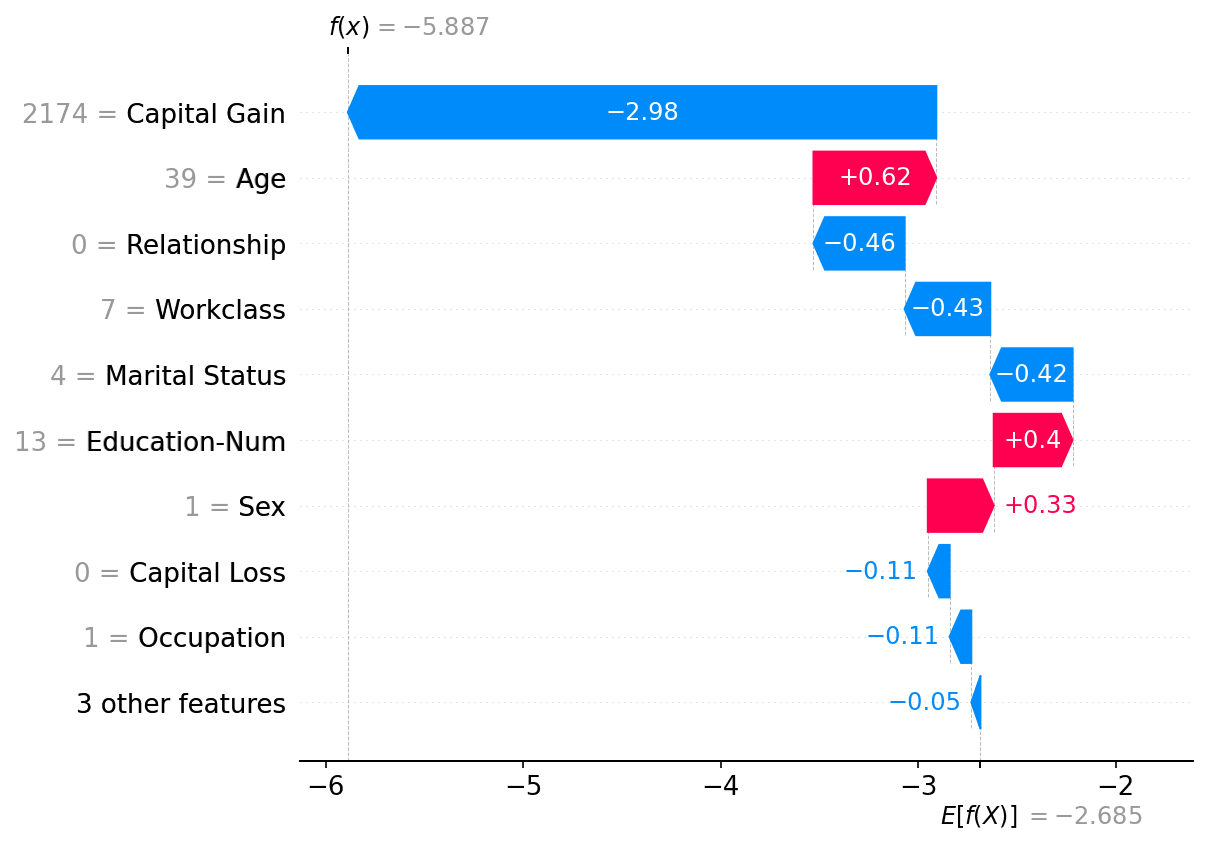 f(x) = −5.887
2174 = Capital Gain −2.98
39 = Age +0.62
0 = Relationship −0.46
7 = Workclass −0.43
4 = Marital Status −0.42
13 = Education-Num +0.4
1 = Sex +0.33
0 = Capital Loss −0.11
1 = Occupation −0.11
3 other features −0.05
−6 −5 −4 −3 −2
E[f(X)] = −2.685